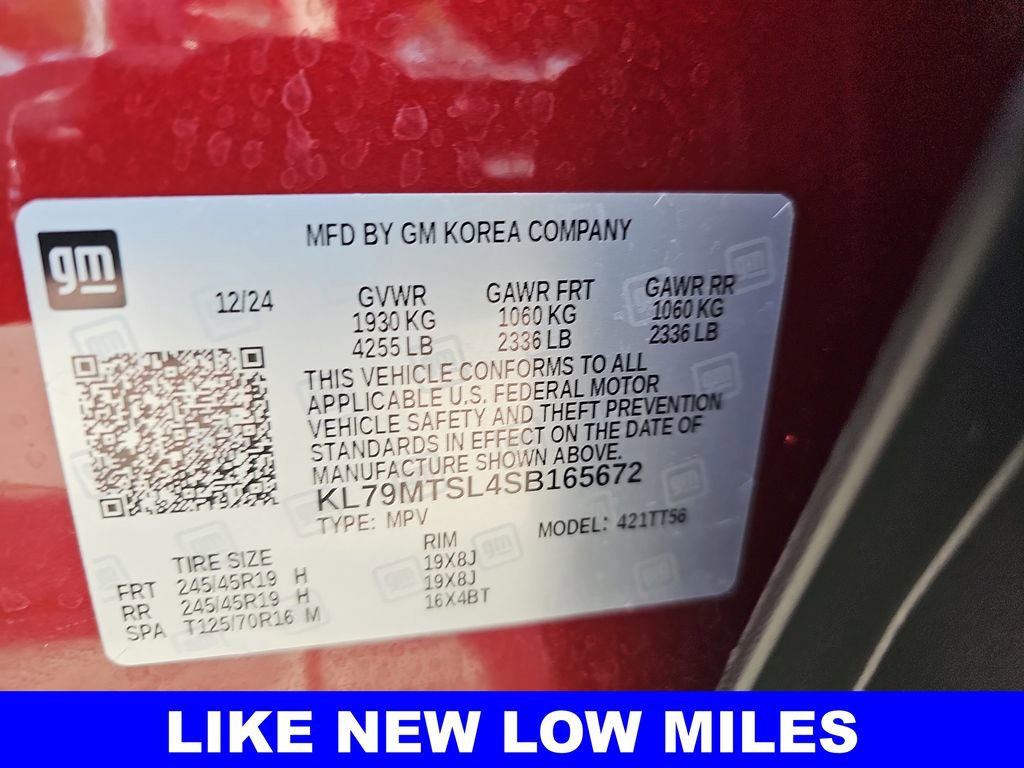 gm
MFD BY GM KOREA COMPANY
12/24 GVWR GAWR FRT GAWR RR
1930 KG 1060 KG 1060 KG
4255 LB 2336 LB 2336 LB
THIS VEHICLE CONFORMS TO ALL
APPLICABLE U.S. FEDERAL MOTOR
VEHICLE SAFETY AND THEFT PREVENTION
STANDARDS IN EFFECT ON THE DATE OF
MANUFACTURE SHOWN ABOVE.
KL79MTSL4SB165672
TYPE: MPV MODEL: 421TT56
TIRE SIZE RIM
FRT 245/45R19 H 19X8J
RR 245/45R19 H 19X8J
SPA T125/70R16 M 16X4BT
LIKE NEW LOW MILES